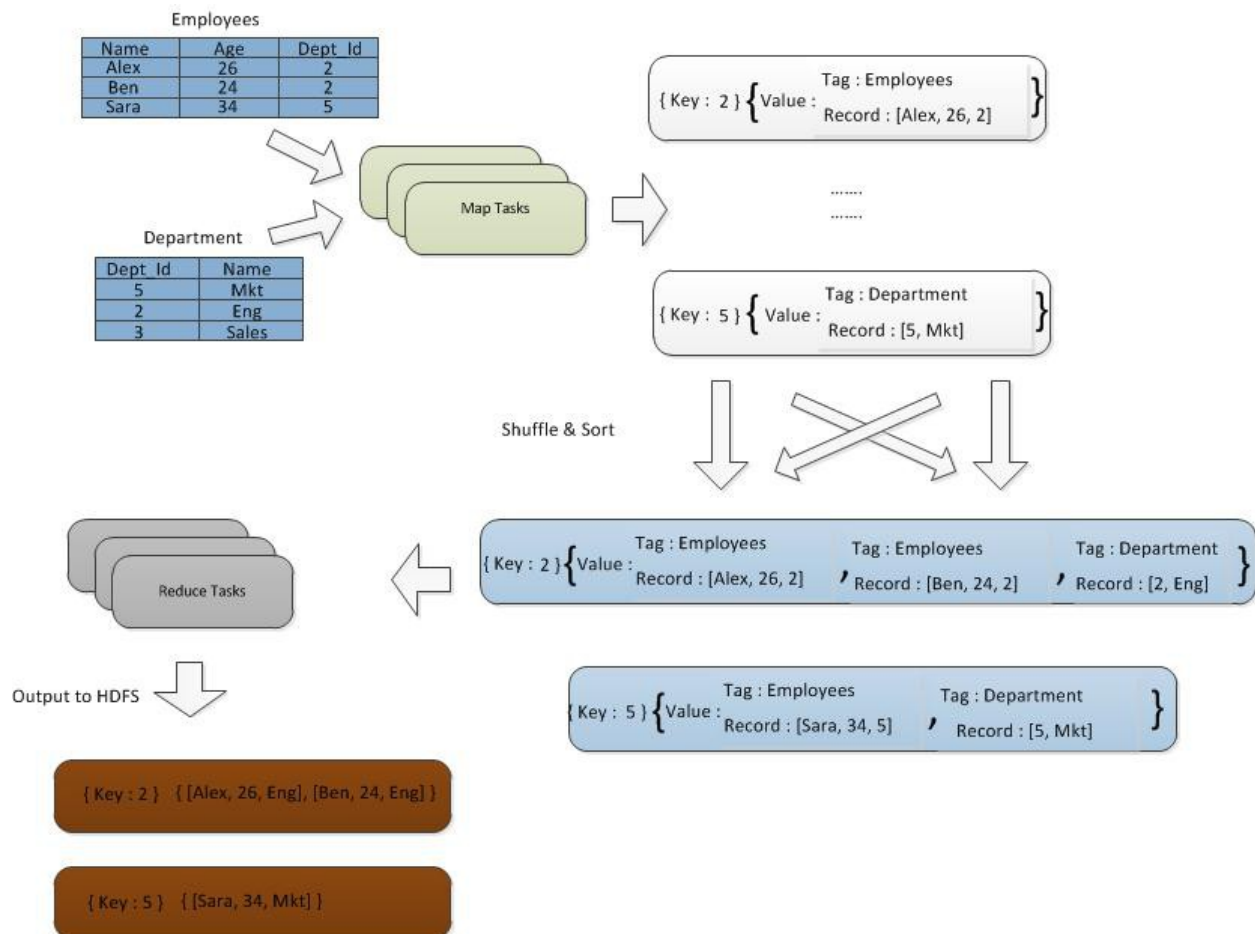 Employees
Name Age Dept_Id
Alex 26 2
Ben 24 2
Sara 34 5
Department
Dept_Id Name
5 Mkt
2 Eng
3 Sales
Map Tasks
Tag : Employees
{ Key : 2 } { Value :
Record : [Alex, 26, 2] }
.......
.......
Tag : Department
{ Key : 5 } { Value :
Record : [5, Mkt] }
Shuffle & Sort
Tag : Employees Tag : Employees Tag : Department
{ Key : 2 } { Value :
Record : [Alex, 26, 2] , Record : [Ben, 24, 2] , Record : [2, Eng] }
Tag : Employees Tag : Department
{ Key : 5 } { Value :
Record : [Sara, 34, 5] , Record : [5, Mkt] }
Reduce Tasks
Output to HDFS
{ Key : 2 } { [Alex, 26, Eng], [Ben, 24, Eng] }
{ Key : 5 } { [Sara, 34, Mkt] }